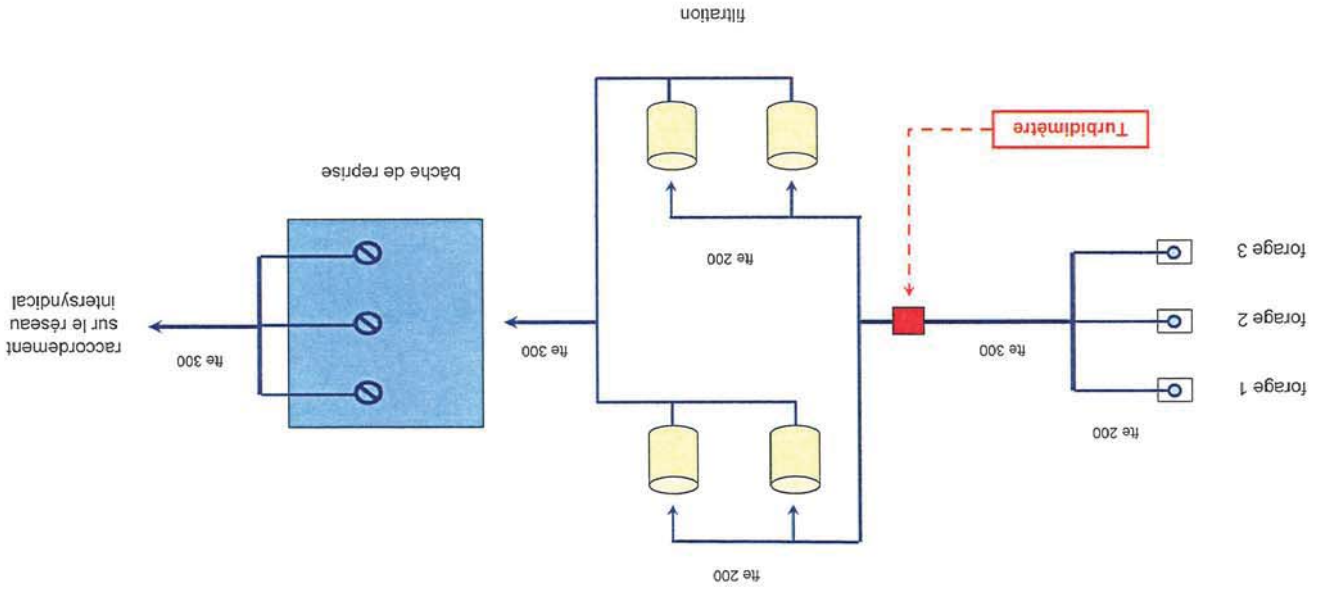 fte 200
fte 200
forage 1
forage 2
forage 3
fte 300
Turbidimètre
fte 200
filtration
fte 300
bâche de reprise
fte 300
raccordement
sur le réseau
intersyndical